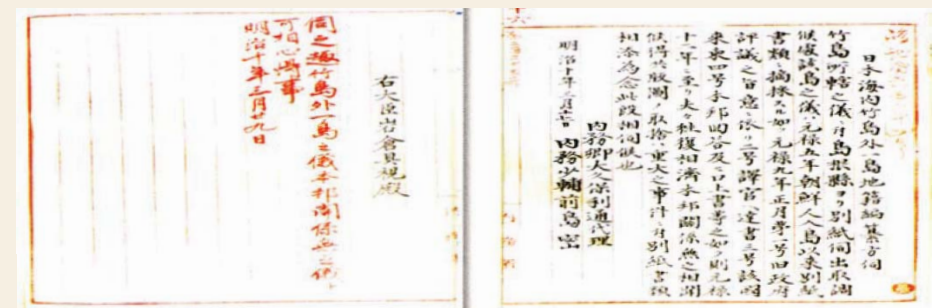 日本海内竹島外一島地籍編纂方伺
竹島所轄之儀ニ付島根縣ヨリ別紙伺出取調
候處該島之儀ハ元禄五年朝鮮人入島以来別紙
書類ニ摘採スル如ク元禄九年正月第一号旧政府
評議之旨意ニ依リ二号譯官ヘ達書三号該國
来柬四号本邦回答及ヒ口上書等之如ク則元禄
十二年ニ至リ夫々往復相濟本邦關係無之相聞
候得共版圖ノ取捨ハ重大之事件ニ付別紙書類
相添為念此段相伺候也
明治十年三月十七日
内務卿大久保利通代理
内務少輔前島密
右大臣岩倉具視殿
伺之趣竹島外一島之儀本邦関係無之儀ト
可相心得事
明治十年三月廿九日